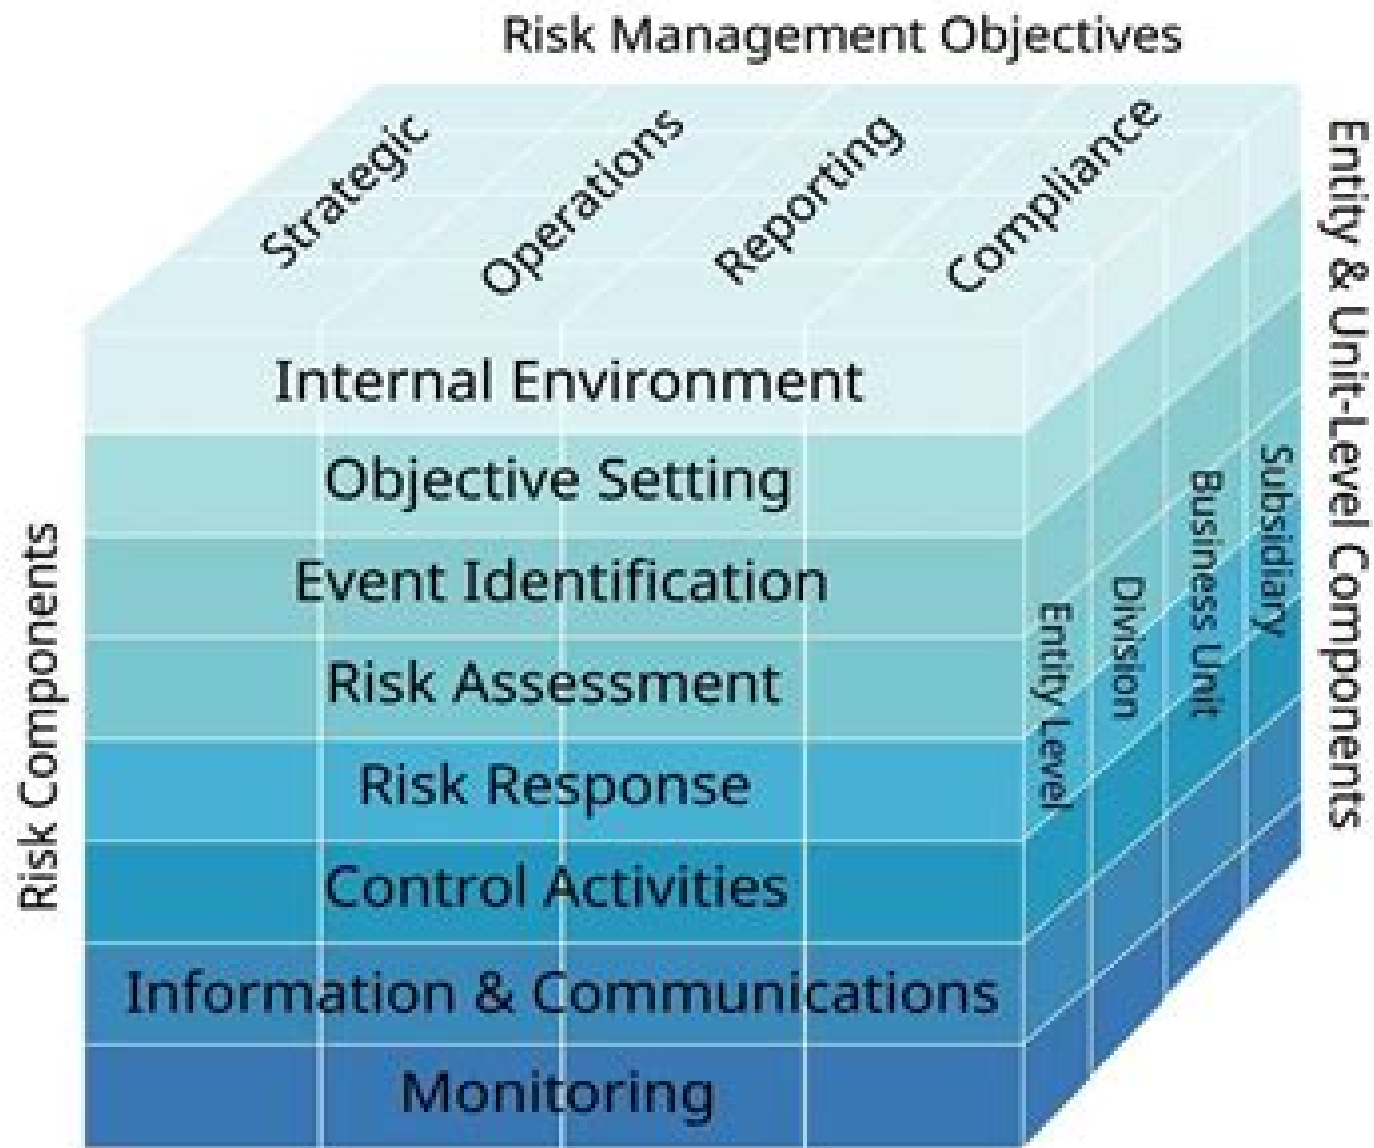 Risk Management Objectives
Strategic
Operations
Reporting
Compliance
Internal Environment
Objective Setting
Event Identification
Risk Assessment
Risk Response
Control Activities
Information & Communications
Monitoring
Risk Components
Entity Level
Division
Business Unit
Subsidiary
Entity & Unit-Level Components